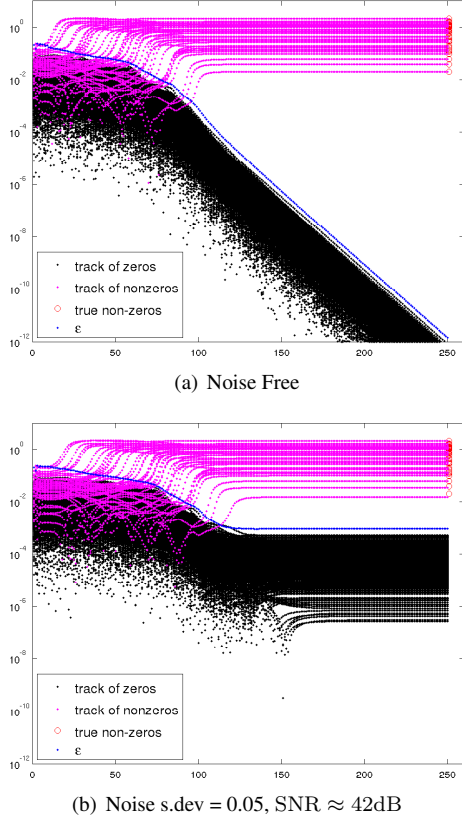 10^0
10^-2
10^-4
10^-6
10^-8
10^-10
10^-12
track of zeros
track of nonzeros
true non-zeros
ε
0 50 100 150 200 250
(a) Noise Free
10^0
10^-2
10^-4
10^-6
10^-8
10^-10
10^-12
track of zeros
track of nonzeros
true non-zeros
ε
0 50 100 150 200 250
(b) Noise s.dev = 0.05, SNR ≈ 42dB